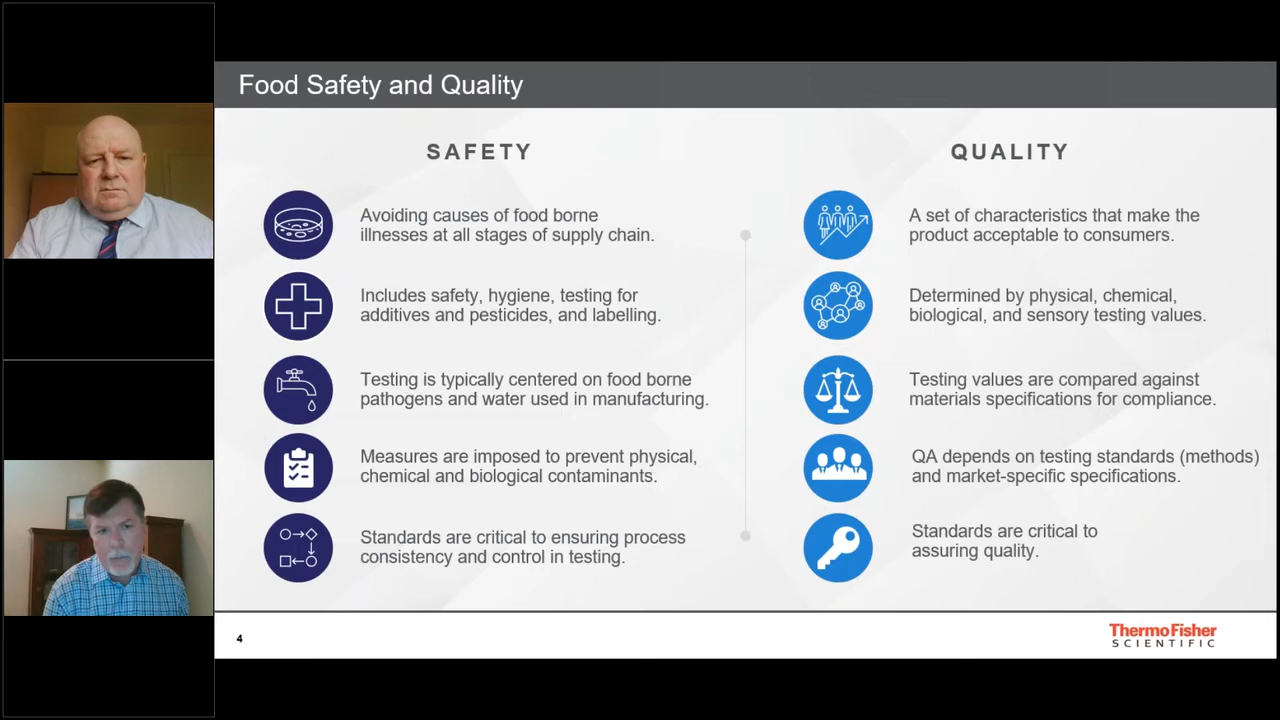 Food Safety and Quality
SAFETY
Avoiding causes of food borne
illnesses at all stages of supply chain.
Includes safety, hygiene, testing for
additives and pesticides, and labelling.
Testing is typically centered on food borne
pathogens and water used in manufacturing.
Measures are imposed to prevent physical,
chemical and biological contaminants.
Standards are critical to ensuring process
consistency and control in testing.
QUALITY
A set of characteristics that make the
product acceptable to consumers.
Determined by physical, chemical,
biological, and sensory testing values.
Testing values are compared against
materials specifications for compliance.
QA depends on testing standards (methods)
and market-specific specifications.
Standards are critical to
assuring quality.
4
ThermoFisher
SCIENTIFIC